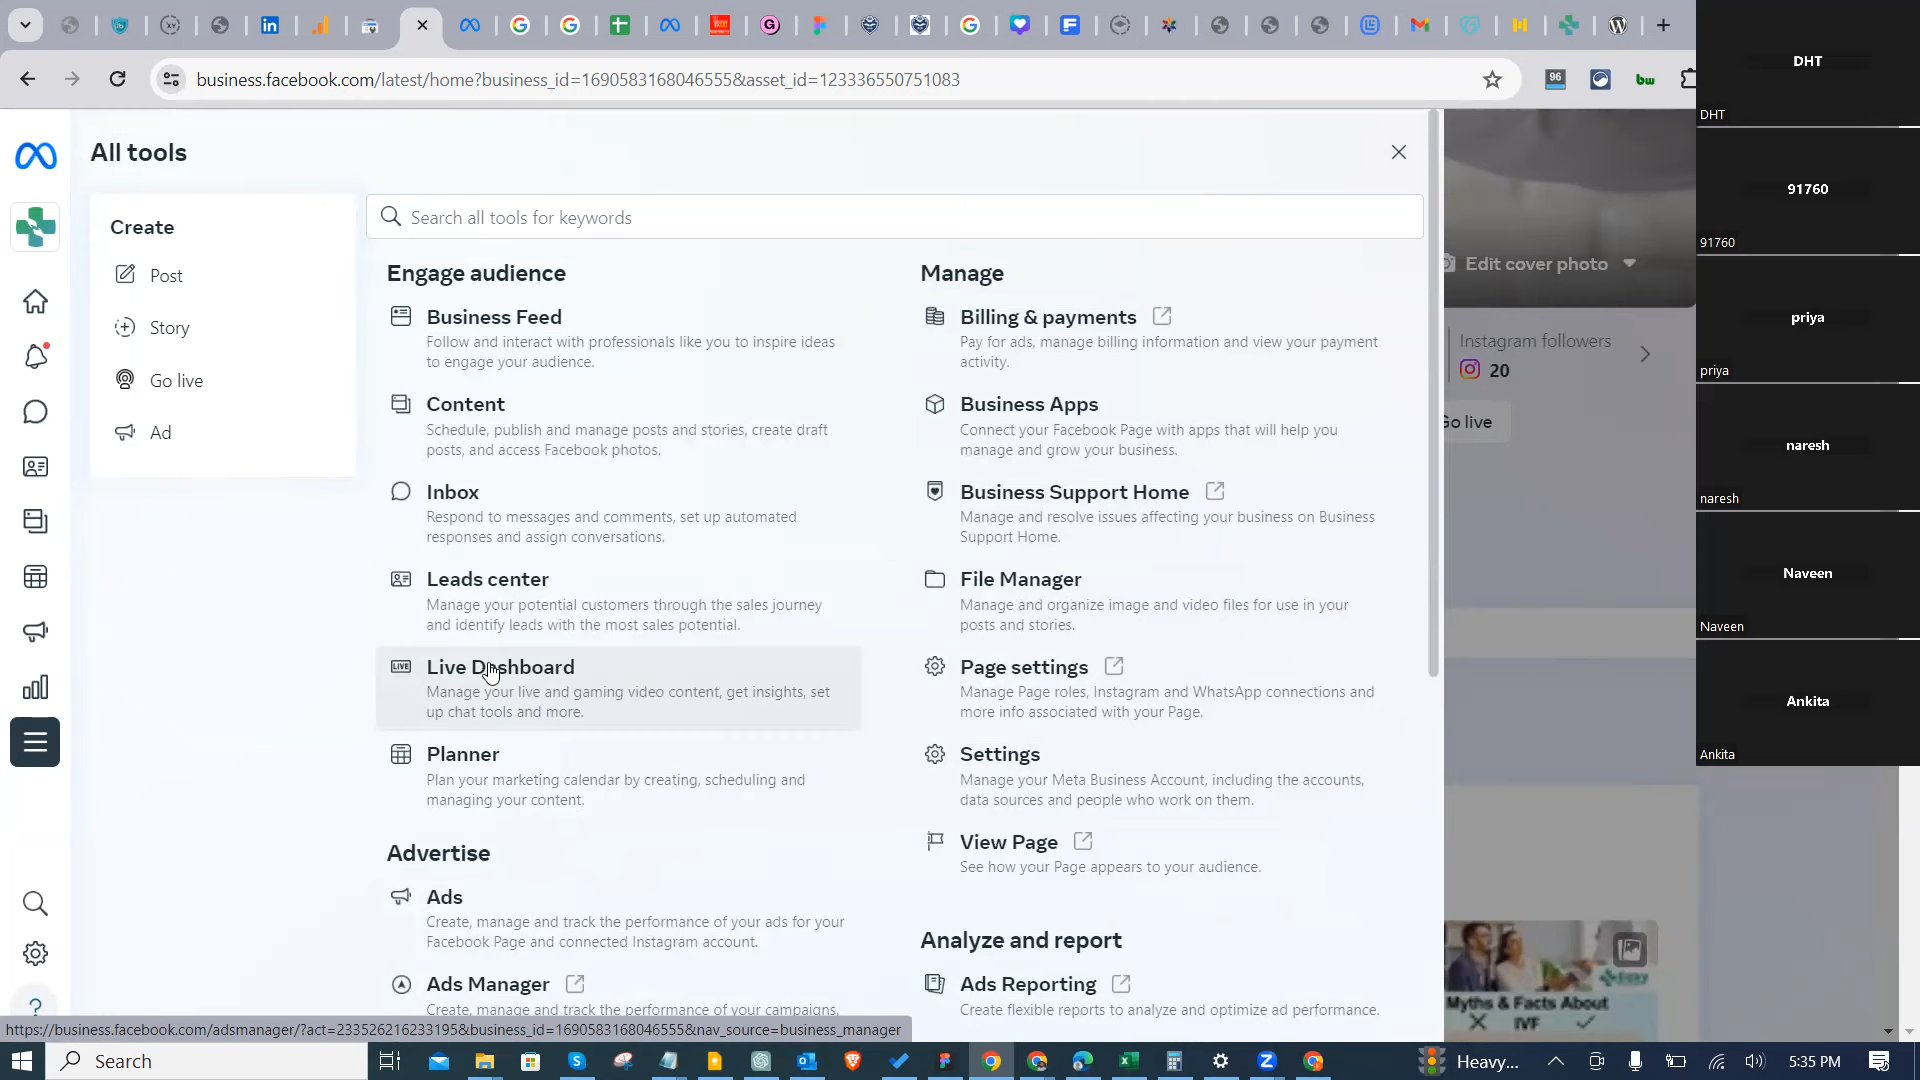 business.facebook.com/latest/home?business_id=1690583168046555&asset_id=123336550751083
96
bw
All tools
Create
Post
Story
Go live
Ad
Search all tools for keywords
Engage audience
Business Feed
Follow and interact with professionals like you to inspire ideas
to engage your audience.
Content
Schedule, publish and manage posts and stories, create draft
posts, and access Facebook photos.
Inbox
Respond to messages and comments, set up automated
responses and assign conversations.
Leads center
Manage your potential customers through the sales journey
and identify leads with the most sales potential.
LIVE
Live Dashboard
Manage your live and gaming video content, get insights, set
up chat tools and more.
Planner
Plan your marketing calendar by creating, scheduling and
managing your content.
Advertise
Ads
Create, manage and track the performance of your ads for your
Facebook Page and connected Instagram account.
Ads Manager
Create, manage and track the performance of your campaigns,
Manage
Billing & payments
Pay for ads, manage billing information and view your payment
activity.
Business Apps
Connect your Facebook Page with apps that will help you
manage and grow your business.
Business Support Home
Manage and resolve issues affecting your business on Business
Support Home.
File Manager
Manage and organize image and video files for use in your
posts and stories.
Page settings
Manage Page roles, Instagram and WhatsApp connections and
more info associated with your Page.
Settings
Manage your Meta Business Account, including the accounts,
data sources and people who work on them.
View Page
See how your Page appears to your audience.
Analyze and report
Ads Reporting
Create flexible reports to analyze and optimize ad performance.
Edit cover photo
Instagram followers
20
Go live
Myths & Facts About
IVF
DHT
DHT
91760
91760
priya
priya
naresh
naresh
Naveen
Naveen
Ankita
Ankita
https://business.facebook.com/adsmanager/?act=233526216233195&business_id=1690583168046555&nav_source=business_manager
Search
Heavy...
5:35 PM